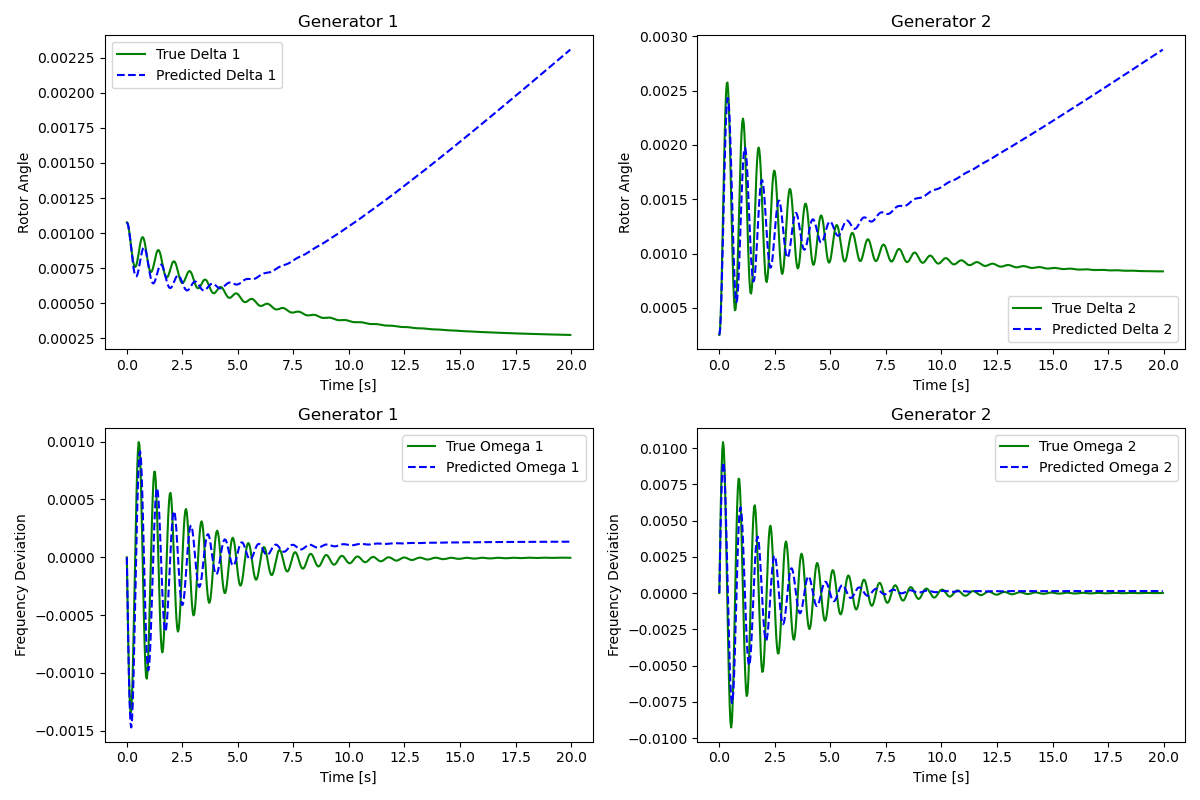 Generator 1
Rotor Angle
0.00225
0.00200
0.00175
0.00150
0.00125
0.00100
0.00075
0.00050
0.00025
True Delta 1
Predicted Delta 1
0.0 2.5 5.0 7.5 10.0 12.5 15.0 17.5 20.0
Time [s]
Generator 2
Rotor Angle
0.0030
0.0025
0.0020
0.0015
0.0010
0.0005
True Delta 2
Predicted Delta 2
0.0 2.5 5.0 7.5 10.0 12.5 15.0 17.5 20.0
Time [s]
Generator 1
Frequency Deviation
0.0010
0.0005
0.0000
−0.0005
−0.0010
−0.0015
True Omega 1
Predicted Omega 1
0.0 2.5 5.0 7.5 10.0 12.5 15.0 17.5 20.0
Time [s]
Generator 2
Frequency Deviation
0.0100
0.0075
0.0050
0.0025
0.0000
−0.0025
−0.0050
−0.0075
−0.0100
True Omega 2
Predicted Omega 2
0.0 2.5 5.0 7.5 10.0 12.5 15.0 17.5 20.0
Time [s]